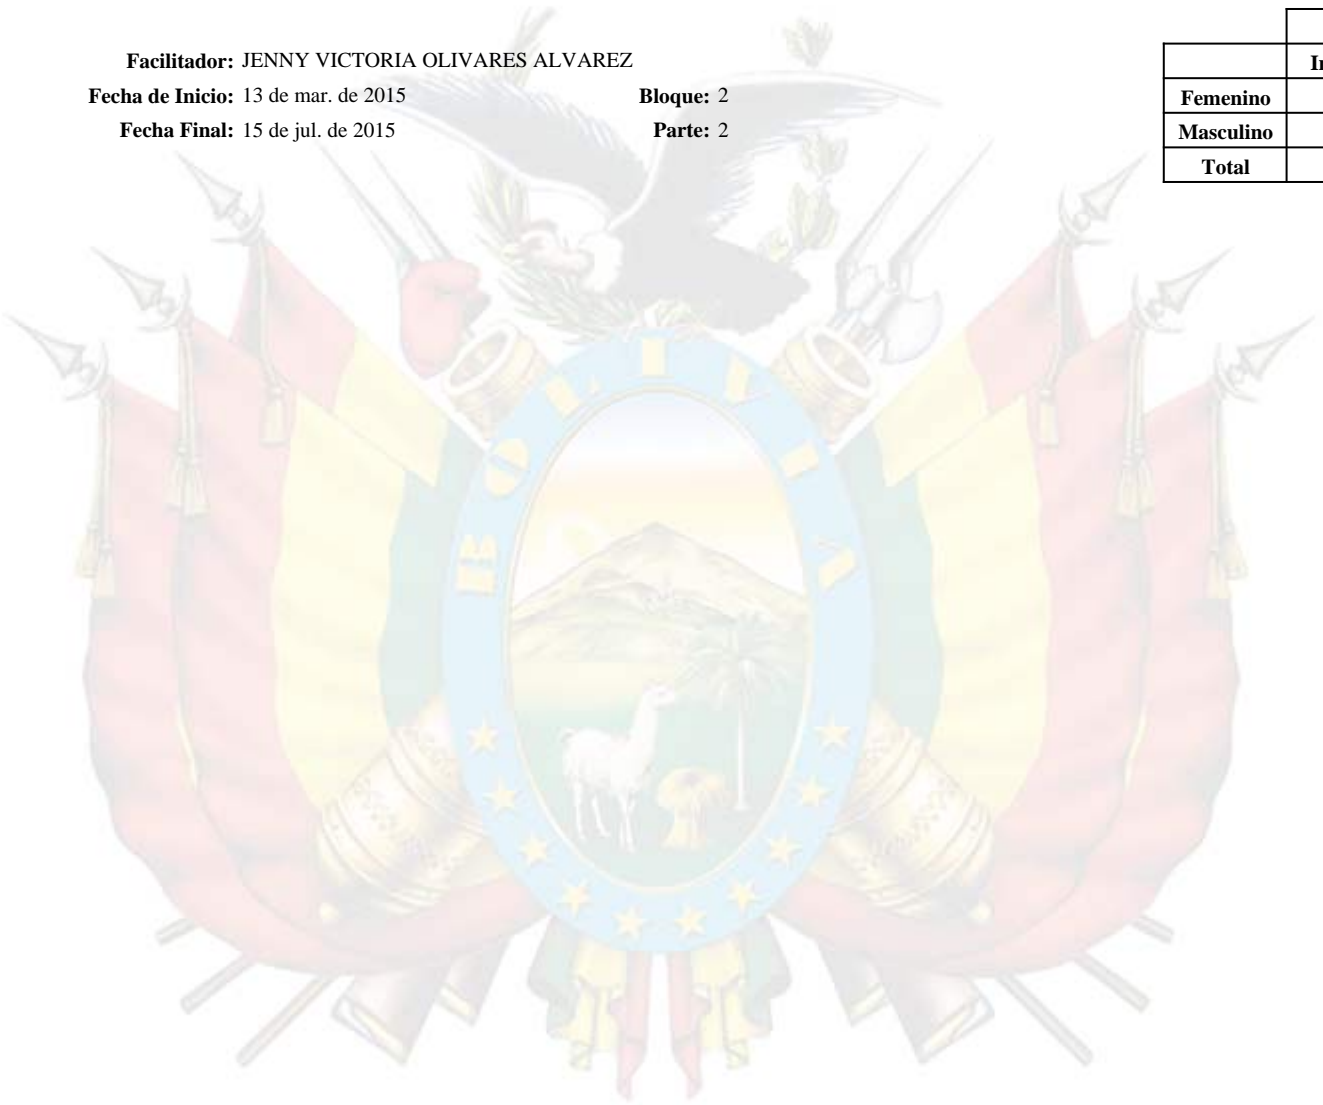 Facilitador: JENNY VICTORIA OLIVARES ALVAREZ
Fecha de Inicio: 13 de mar. de 2015 Bloque: 2
Fecha Final: 15 de jul. de 2015 Parte: 2
Femenino
Masculino
Total
BOLIVIA